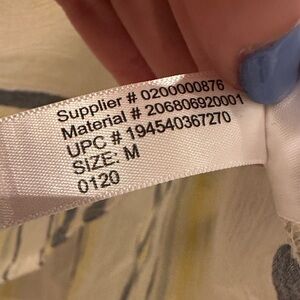 Supplier # 0200000876
Material # 206806920001
UPC # 194540367270
SIZE: M
0120